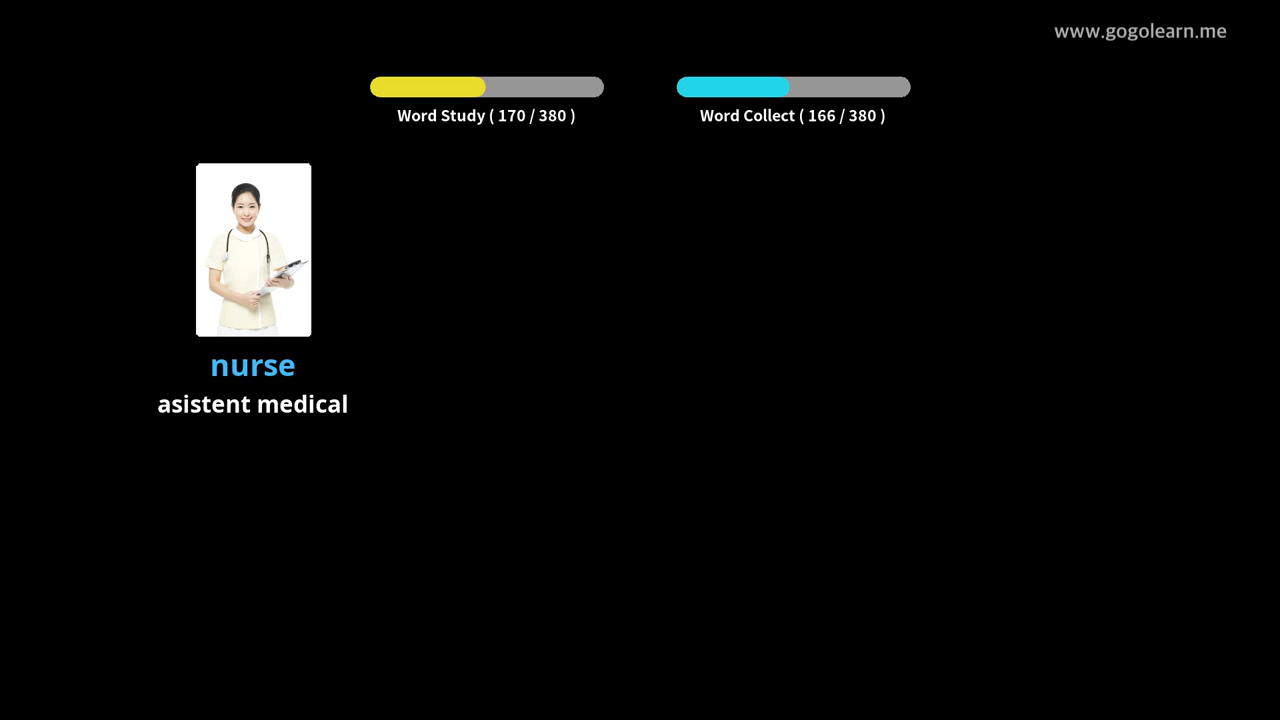 www.gogolearn.me
Word Study ( 170 / 380 )
Word Collect ( 166 / 380 )
nurse
asistent medical